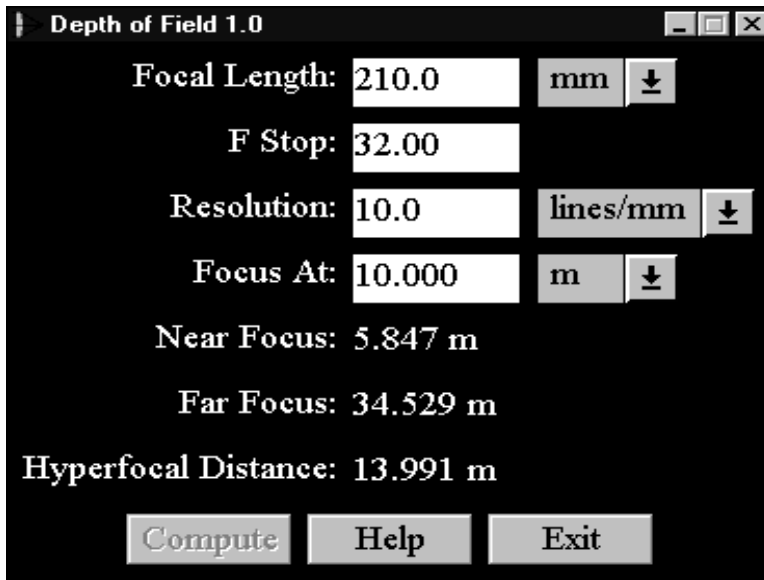 Depth of Field 1.0
Focal Length: 210.0 mm
F Stop: 32.00
Resolution: 10.0 lines/mm
Focus At: 10.000 m
Near Focus: 5.847 m
Far Focus: 34.529 m
Hyperfocal Distance: 13.991 m
Compute Help Exit